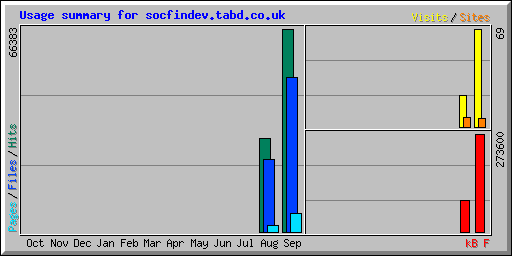 Usage summary for socfindev.tabd.co.uk
Visits/Sites
66383
69
Pages/Files/Hits
273600
Oct Nov Dec Jan Feb Mar Apr May Jun Jul Aug Sep
kB F